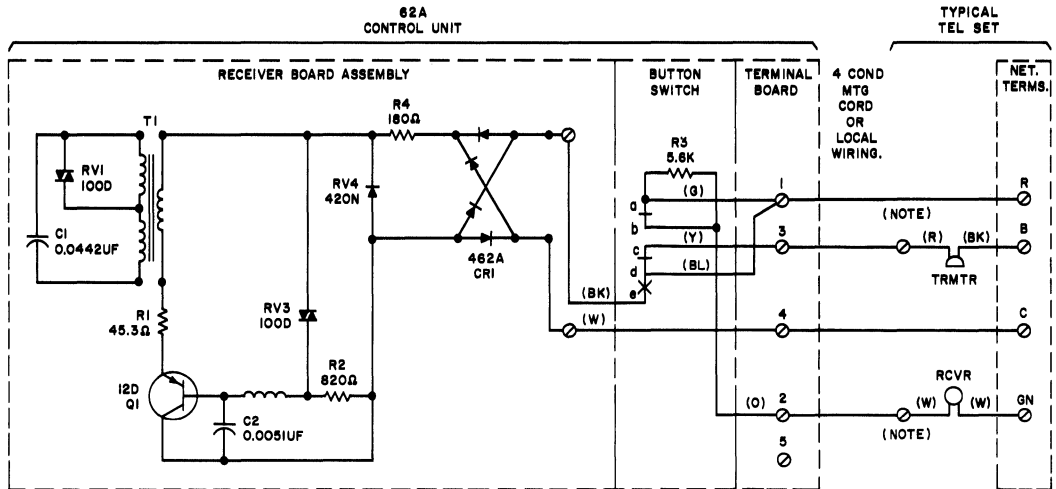 62A
CONTROL UNIT
TYPICAL
TEL SET
RECEIVER BOARD ASSEMBLY
BUTTON
SWITCH
TERMINAL
BOARD
4 COND
MTG
CORD
OR
LOCAL
WIRING.
NET.
TERMS.
T1
R4
180Ω
RV1
100D
RV4
420N
C1
0.0442UF
462A
CR1
R3
5.6K
(G)
a
b
(Y)
c
d
(BL)
e
(BK)
(W)
1
3
4
(O)
2
5
(NOTE)
R
(R)
(BK)
B
TRMTR
C
RCVR
(W)
(W)
GN
(NOTE)
R1
45.3Ω
RV3
100D
R2
820Ω
12D
Q1
C2
0.0051UF